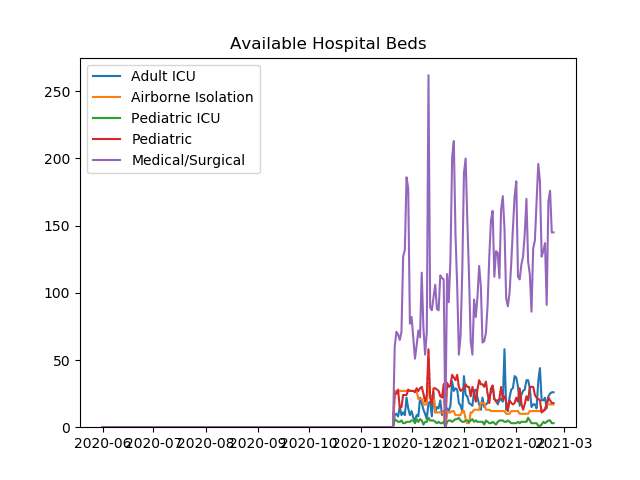 Available Hospital Beds
Adult ICU
Airborne Isolation
Pediatric ICU
Pediatric
Medical/Surgical
250
200
150
100
50
0
2020-06 2020-07 2020-08 2020-09 2020-10 2020-11 2020-12 2021-01 2021-02 2021-03